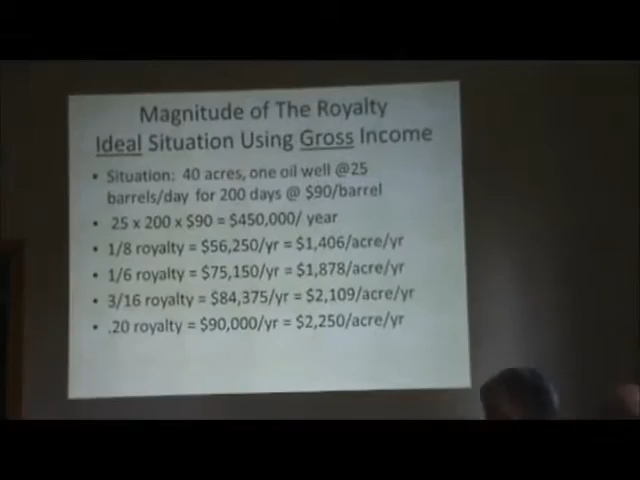 Magnitude of The Royalty
Ideal Situation Using Gross Income
• Situation: 40 acres, one oil well @25
barrels/day for 200 days @ $90/barrel
• 25 x 200 x $90 = $450,000/ year
• 1/8 royalty = $56,250/yr = $1,406/acre/yr
• 1/6 royalty = $75,150/yr = $1,878/acre/yr
• 3/16 royalty = $84,375/yr = $2,109/acre/yr
• .20 royalty = $90,000/yr = $2,250/acre/yr